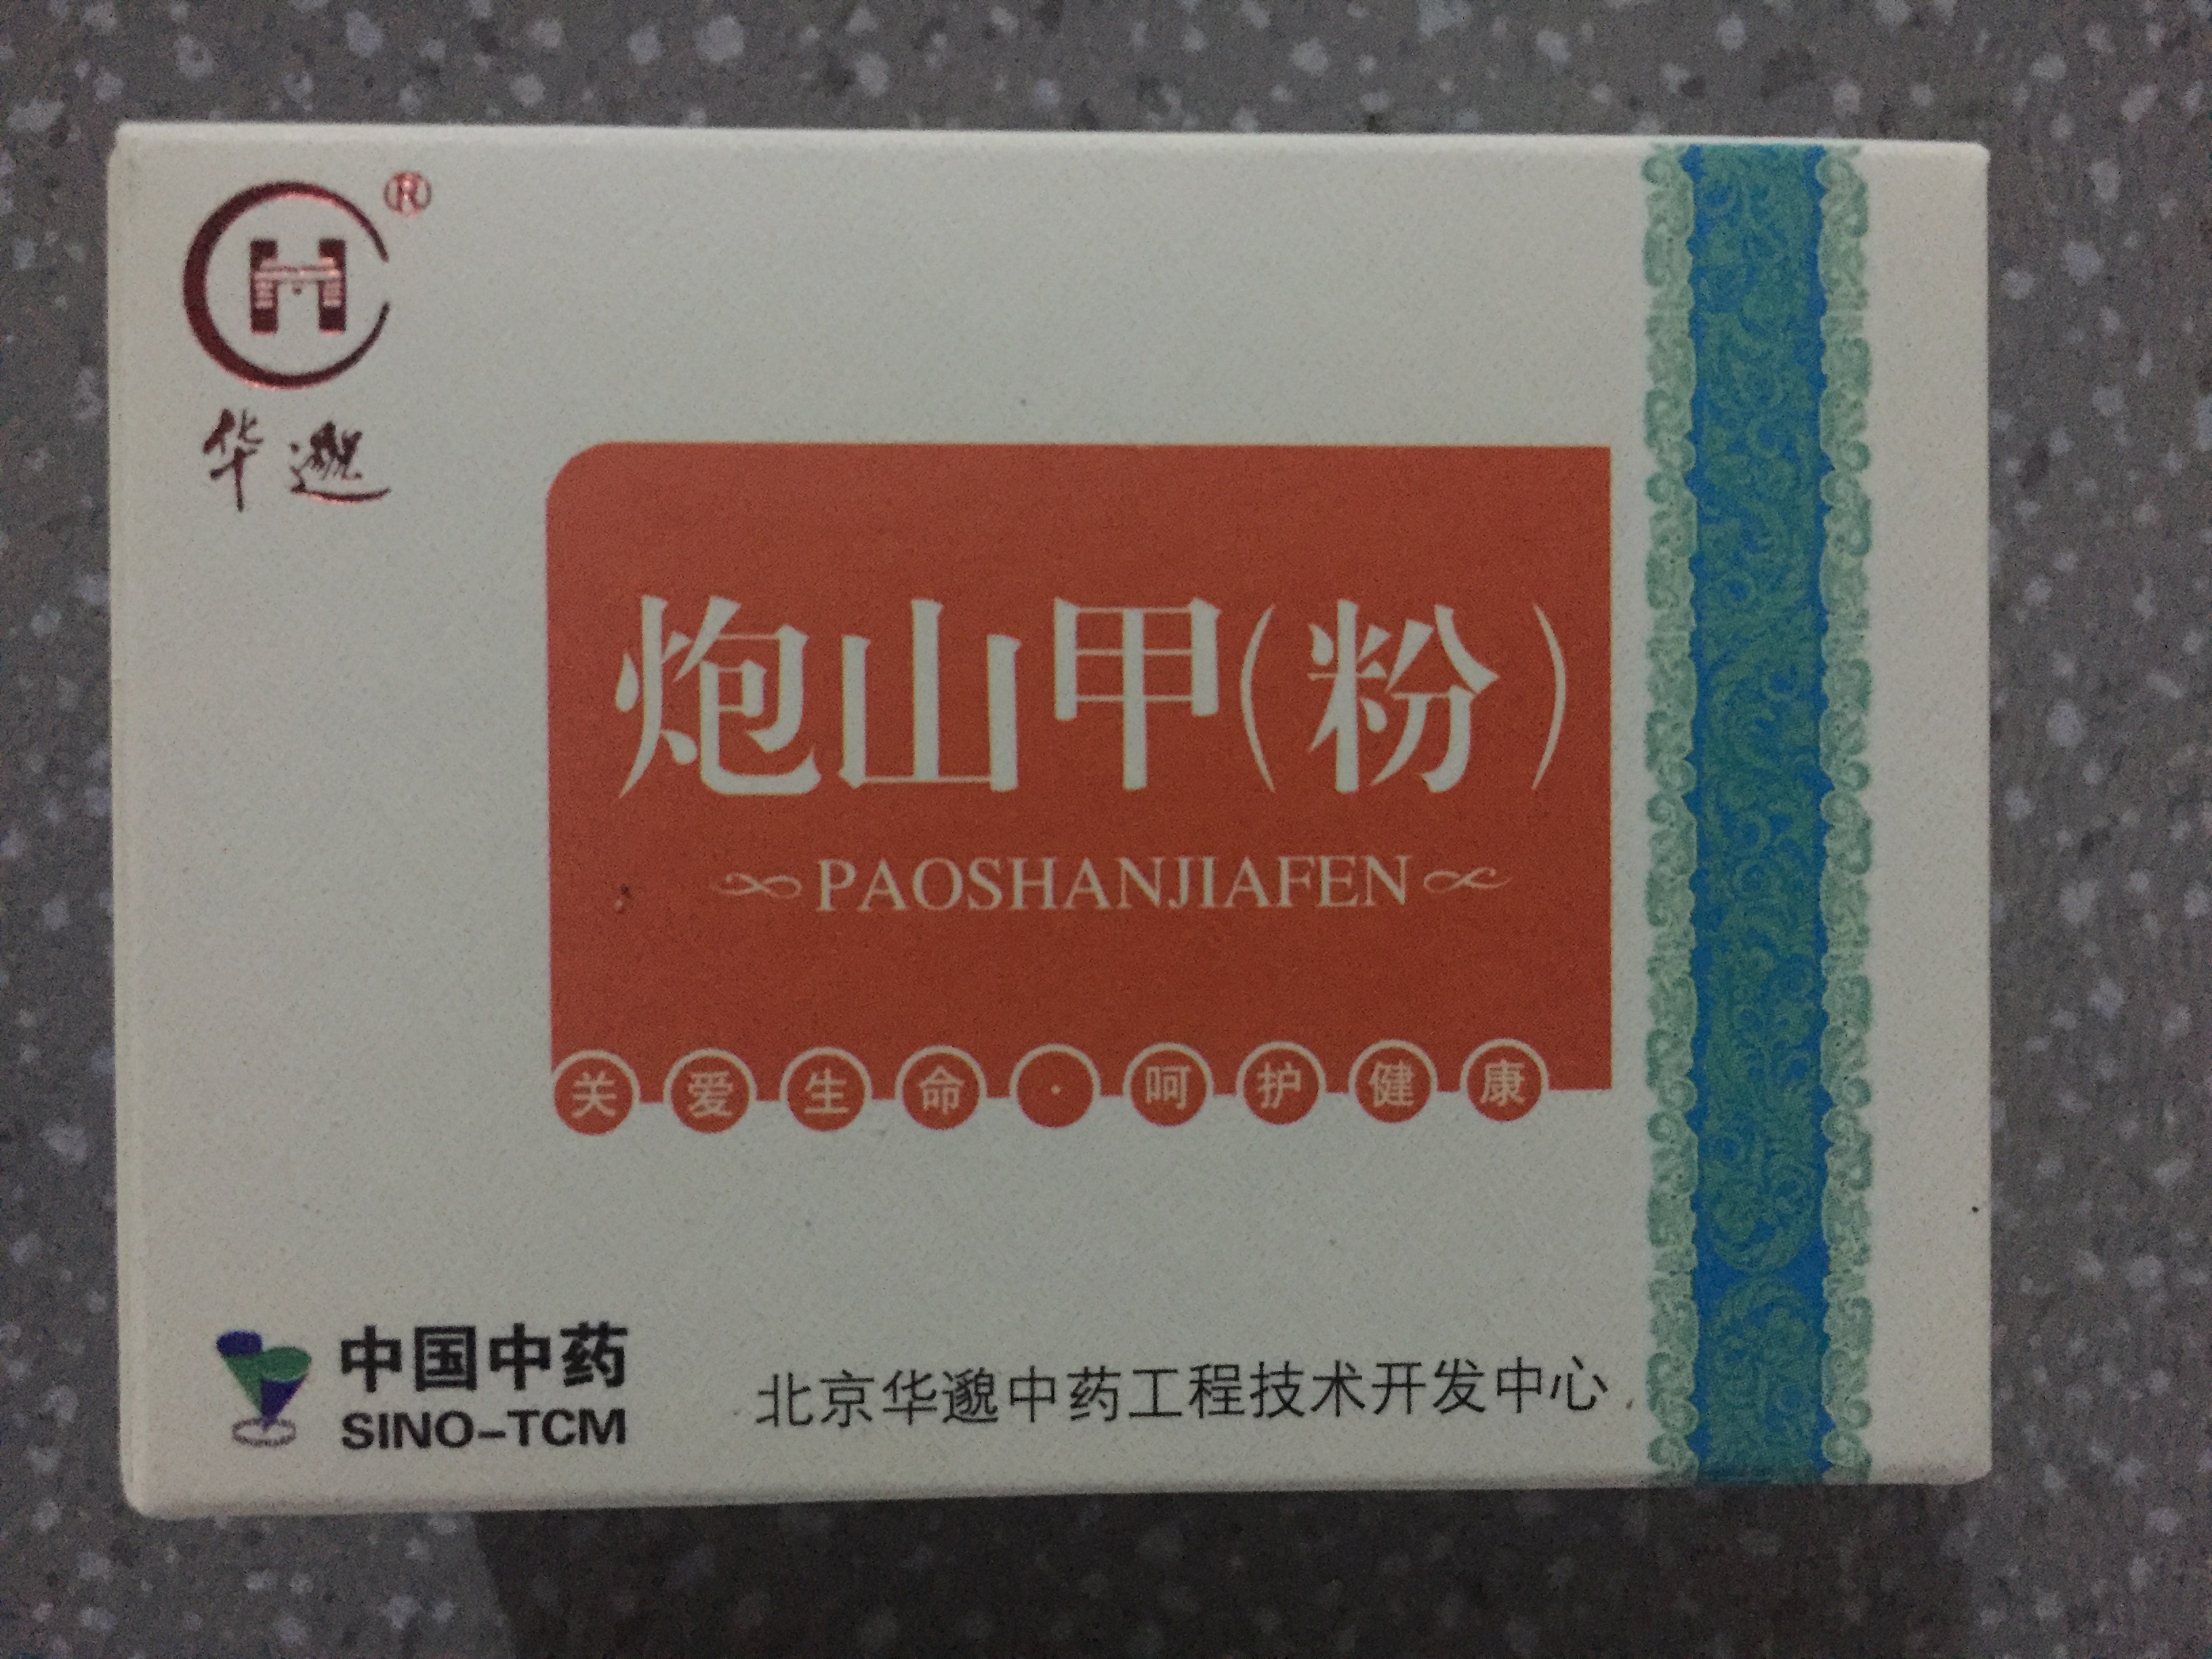 ®
H
华邈
炮山甲(粉)
PAOSHANJIAFEN
关爱生命·呵护健康
中国中药
SINO-TCM
北京华邈中药工程技术开发中心